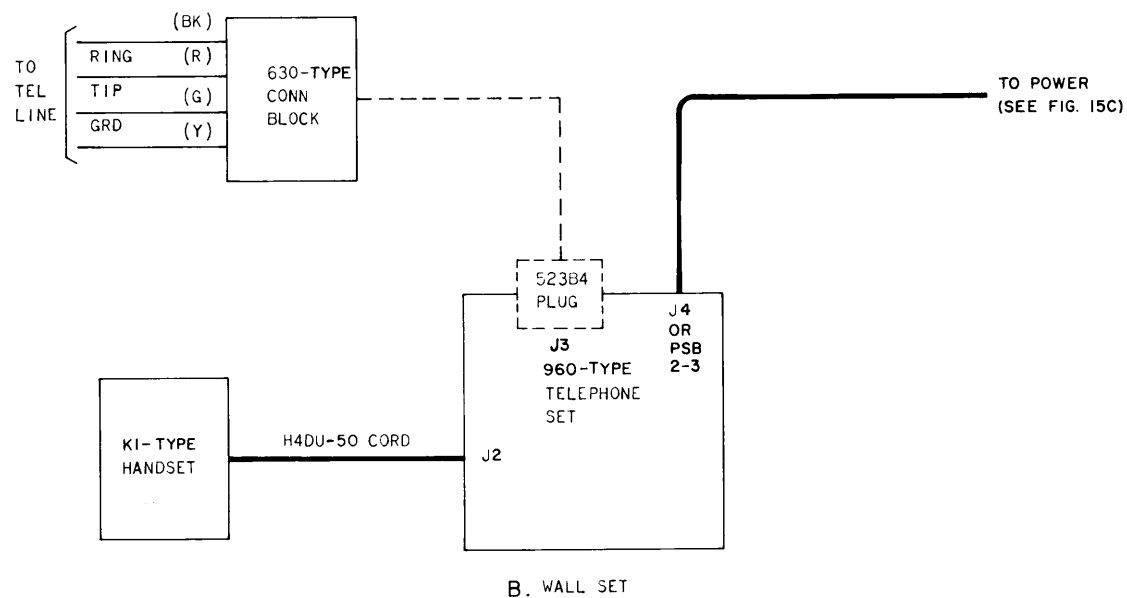 (BK)
RING (R)
TIP (G)
GRD (Y)
TO
TEL
LINE
630-TYPE
CONN
BLOCK
TO POWER
(SEE FIG. 15C)
523B4
PLUG
J3
960-TYPE
TELEPHONE
SET
J4
OR
PSB
2-3
K1-TYPE
HANDSET
H4DU-50 CORD
J2
B. WALL SET